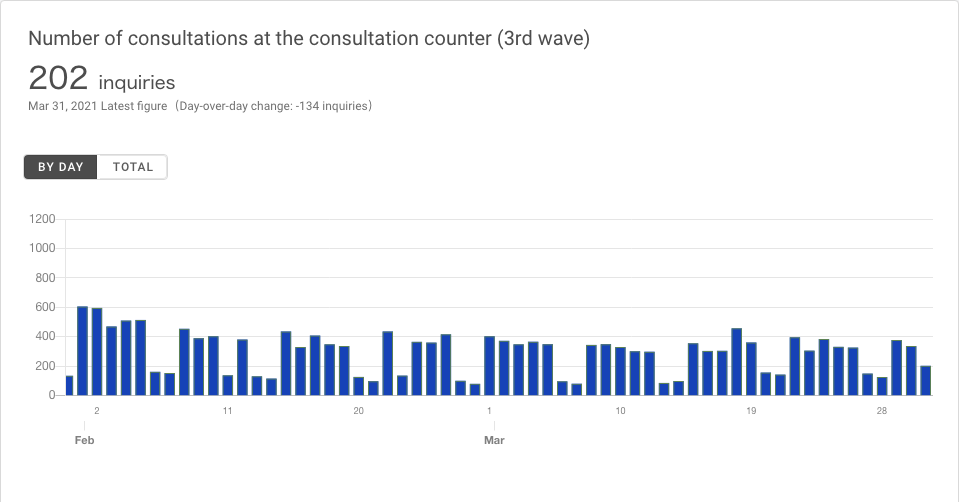 Number of consultations at the consultation counter (3rd wave)
202 inquiries
Mar 31, 2021 Latest figure（Day-over-day change: -134 inquiries）
BY DAY TOTAL
1200
1000
800
600
400
200
0
2 11 20 1 10 19 28
Feb Mar